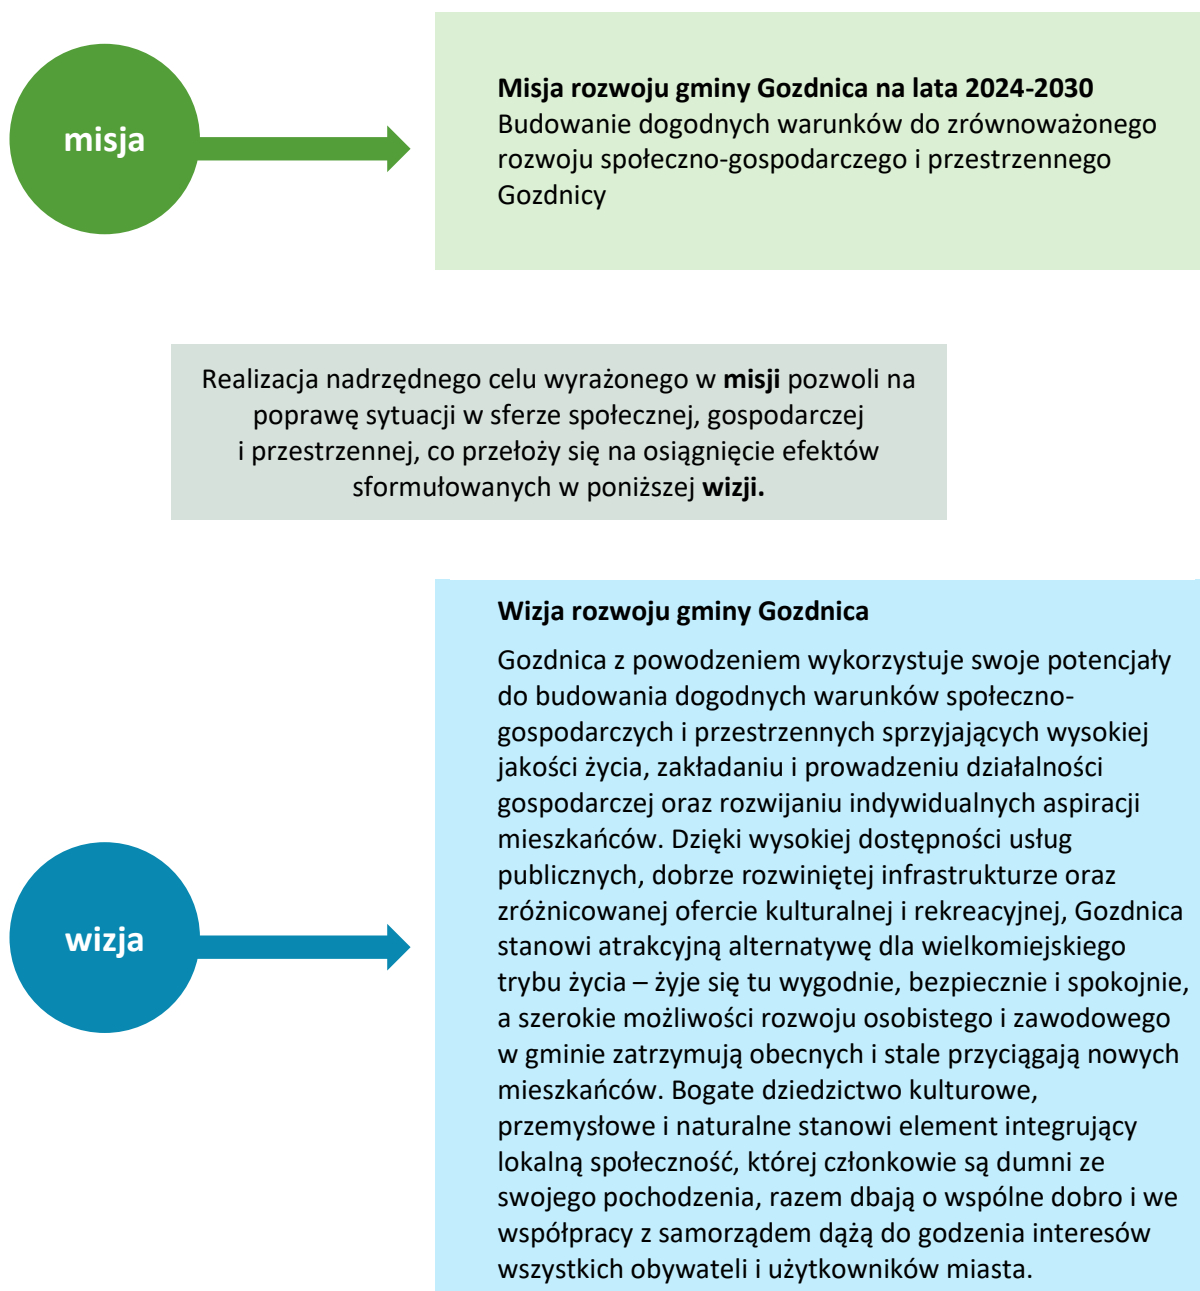 misja
Misja rozwoju gminy Gozdnica na lata 2024-2030
Budowanie dogodnych warunków do zrównoważonego
rozwoju społeczno-gospodarczego i przestrzennego
Gozdnicy
Realizacja nadrzędnego celu wyrażonego w misji pozwoli na
poprawę sytuacji w sferze społecznej, gospodarczej
i przestrzennej, co przełoży się na osiągnięcie efektów
sformułowanych w poniższej wizji.
wizja
Wizja rozwoju gminy Gozdnica
Gozdnica z powodzeniem wykorzystuje swoje potencjały
do budowania dogodnych warunków społeczno-
gospodarczych i przestrzennych sprzyjających wysokiej
jakości życia, zakładaniu i prowadzeniu działalności
gospodarczej oraz rozwijaniu indywidualnych aspiracji
mieszkańców. Dzięki wysokiej dostępności usług
publicznych, dobrze rozwiniętej infrastrukturze oraz
zróżnicowanej ofercie kulturalnej i rekreacyjnej, Gozdnica
stanowi atrakcyjną alternatywę dla wielkomiejskiego
trybu życia – żyje się tu wygodnie, bezpiecznie i spokojnie,
a szerokie możliwości rozwoju osobistego i zawodowego
w gminie zatrzymują obecnych i stale przyciągają nowych
mieszkańców. Bogate dziedzictwo kulturowe,
przemysłowe i naturalne stanowi element integrujący
lokalną społeczność, której członkowie są dumni ze
swojego pochodzenia, razem dbają o wspólne dobro i we
współpracy z samorządem dążą do godzenia interesów
wszystkich obywateli i użytkowników miasta.